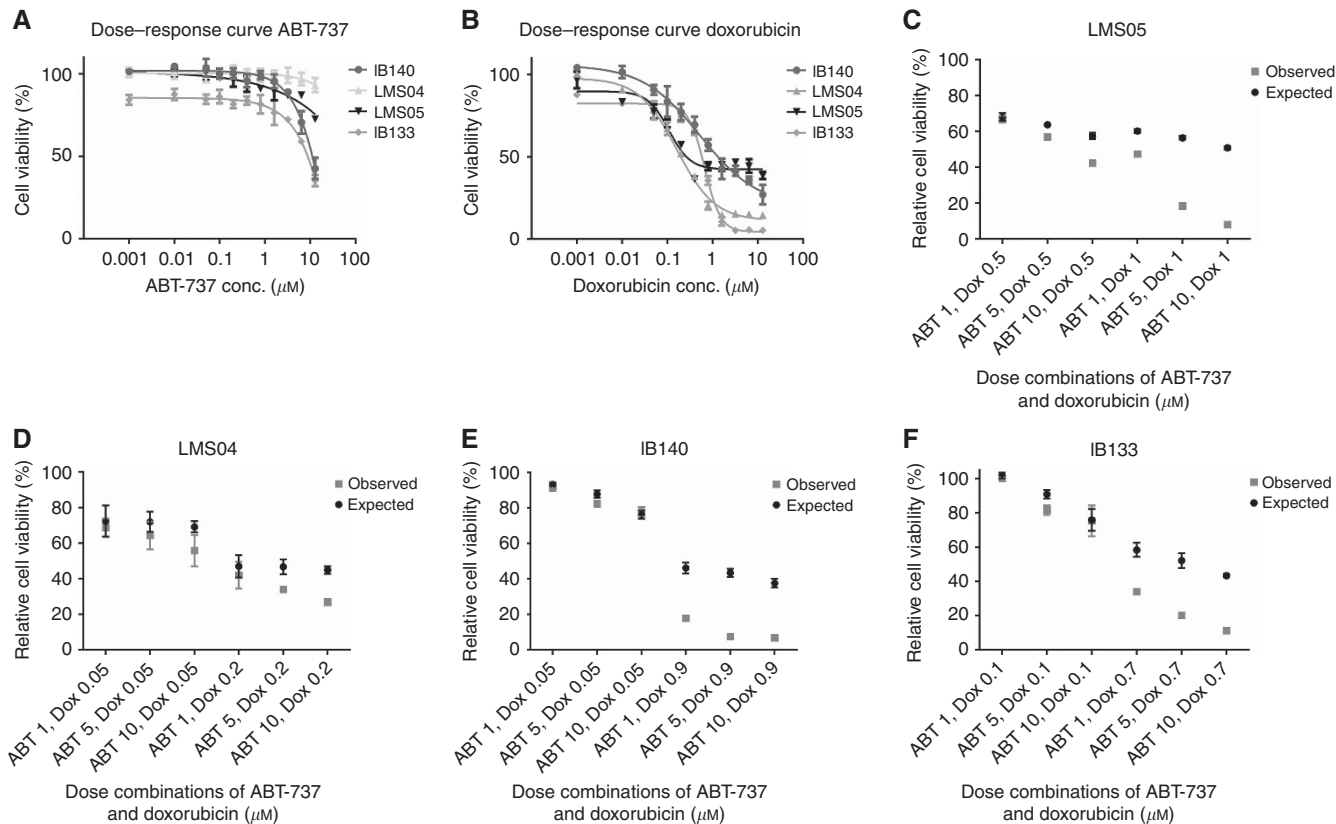 A
Dose–response curve ABT-737
Cell viability (%)
100
50
0
0.001 0.01 0.1 1 10 100
ABT-737 conc. (μM)
IB140
LMS04
LMS05
IB133
B
Dose–response curve doxorubicin
Cell viability (%)
100
50
0
0.001 0.01 0.1 1 10 100
Doxorubicin conc. (μM)
IB140
LMS04
LMS05
IB133
C
LMS05
Relative cell viability (%)
100
80
60
40
20
0
Observed
Expected
ABT 1, Dox 0.5
ABT 5, Dox 0.5
ABT 10, Dox 0.5
ABT 1, Dox 1
ABT 5, Dox 1
ABT 10, Dox 1
Dose combinations of ABT-737
and doxorubicin (μM)
D
LMS04
Relative cell viability (%)
100
80
60
40
20
0
Observed
Expected
ABT 1, Dox 0.05
ABT 5, Dox 0.05
ABT 10, Dox 0.05
ABT 1, Dox 0.2
ABT 5, Dox 0.2
ABT 10, Dox 0.2
Dose combinations of ABT-737
and doxorubicin (μM)
E
IB140
Relative cell viability (%)
100
80
60
40
20
0
Observed
Expected
ABT 1, Dox 0.05
ABT 5, Dox 0.05
ABT 10, Dox 0.05
ABT 1, Dox 0.9
ABT 5, Dox 0.9
ABT 10, Dox 0.9
Dose combinations of ABT-737
and doxorubicin (μM)
F
IB133
Relative cell viability (%)
100
80
60
40
20
0
Observed
Expected
ABT 1, Dox 0.1
ABT 5, Dox 0.1
ABT 10, Dox 0.1
ABT 1, Dox 0.7
ABT 5, Dox 0.7
ABT 10, Dox 0.7
Dose combinations of ABT-737
and doxorubicin (μM)